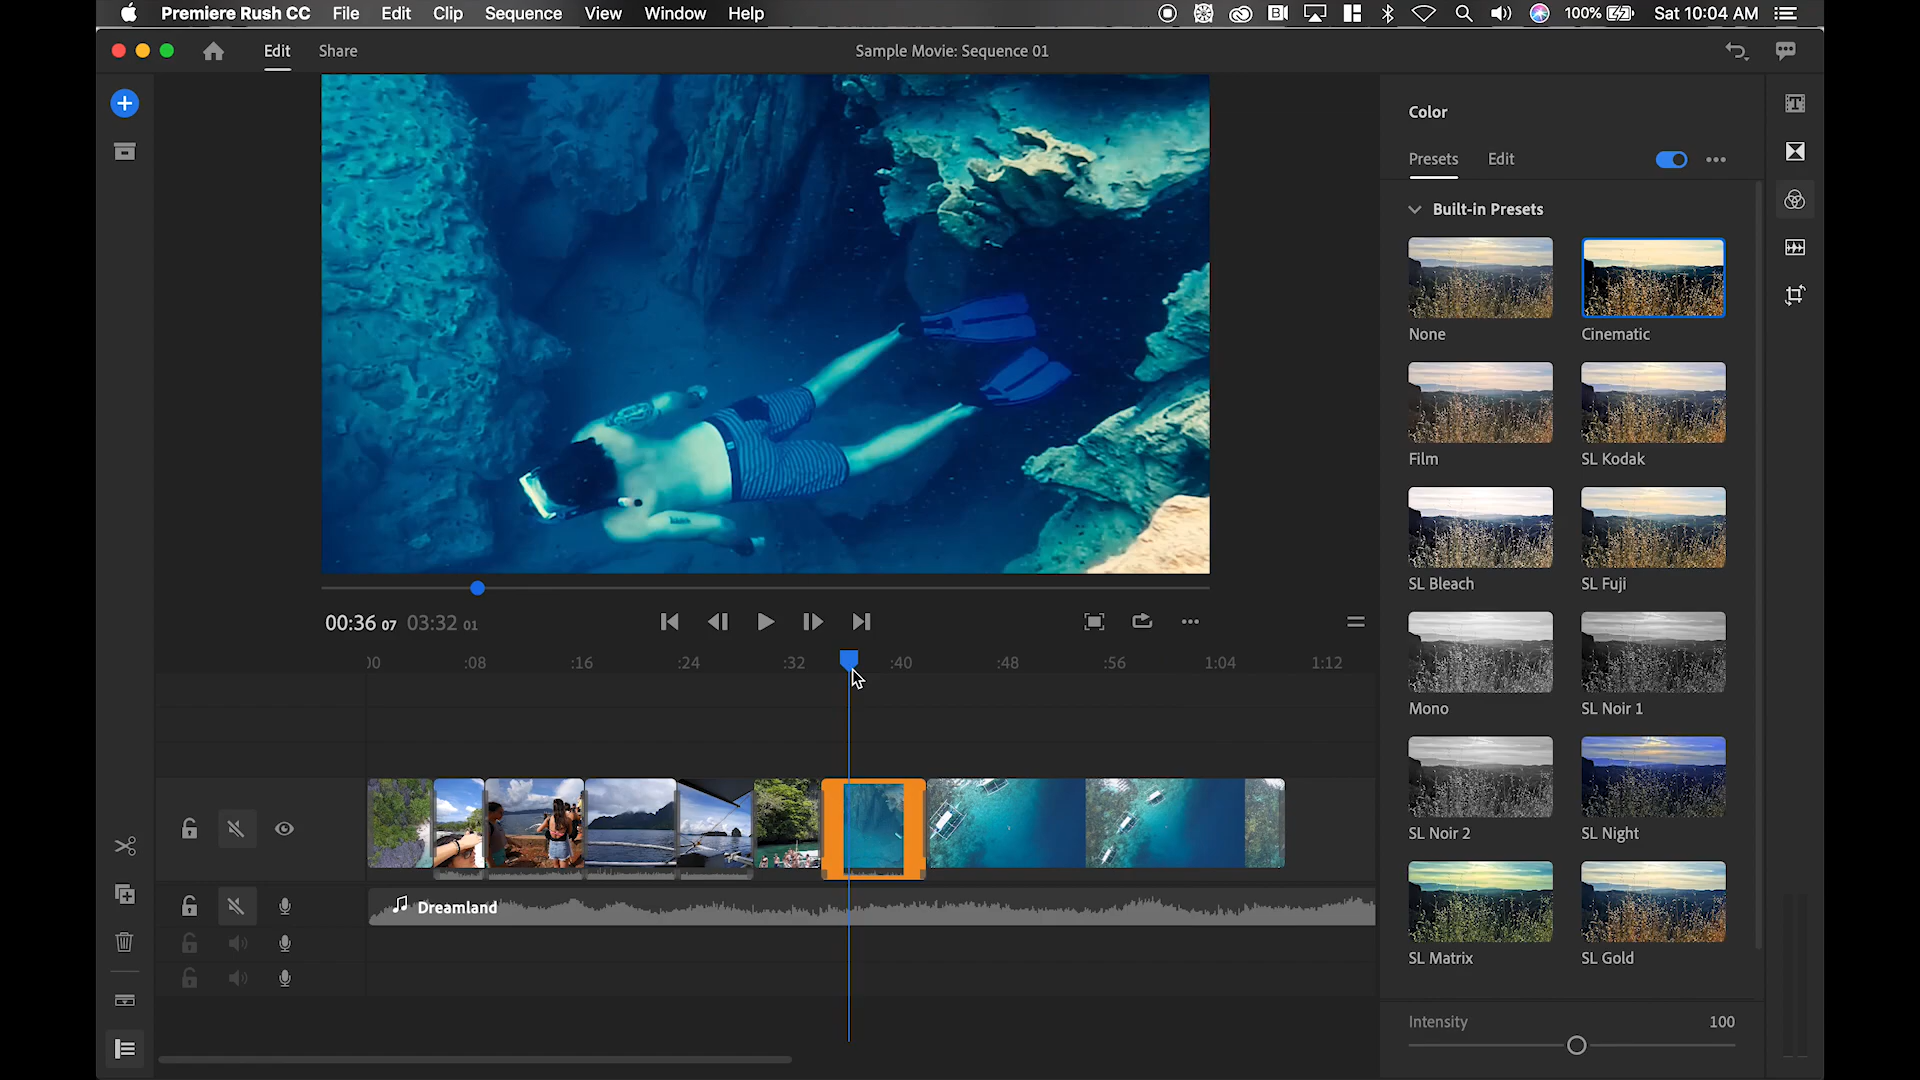 Premiere Rush CC File Edit Clip Sequence View Window Help 100% Sat 10:04 AM
Edit Share Sample Movie: Sequence 01
Color
Presets Edit
Built-in Presets
None Cinematic
Film SL Kodak
SL Bleach SL Fuji
Mono SL Noir 1
SL Noir 2 SL Night
SL Matrix SL Gold
Intensity 100
00:36 07 03:32 01
:00 :08 :16 :24 :32 :40 :48 :56 1:04 1:12
Dreamland